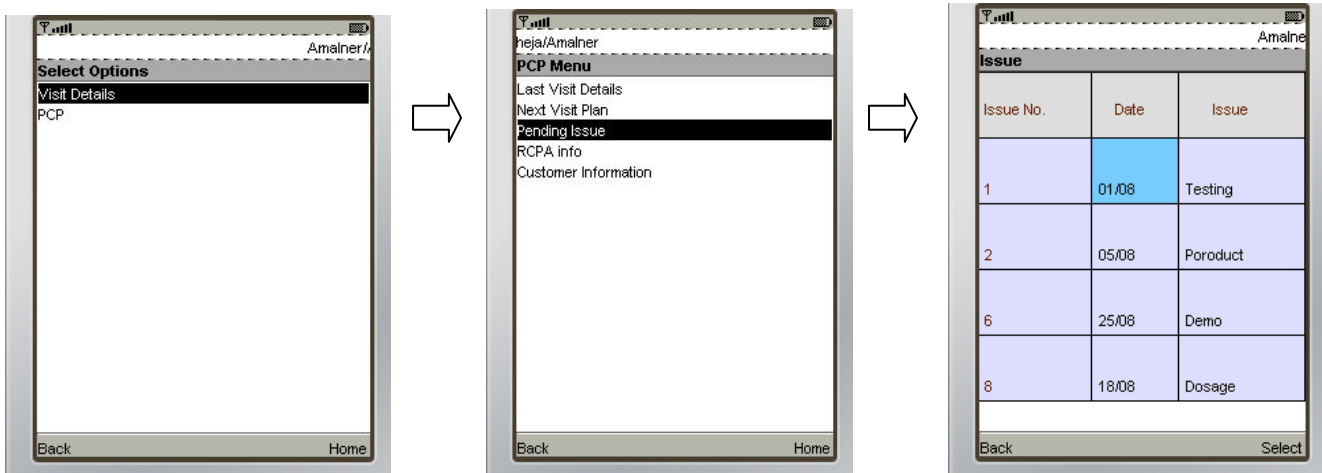 Amalner/
Select Options
Visit Details
PCP
Back Home
heja/Amalner
PCP Menu
Last Visit Details
Next Visit Plan
Pending Issue
RCPA info
Customer Information
Back Home
Amalne
Issue
Issue No. Date Issue
1 01/08 Testing
2 05/08 Poroduct
6 25/08 Demo
8 18/08 Dosage
Back Select